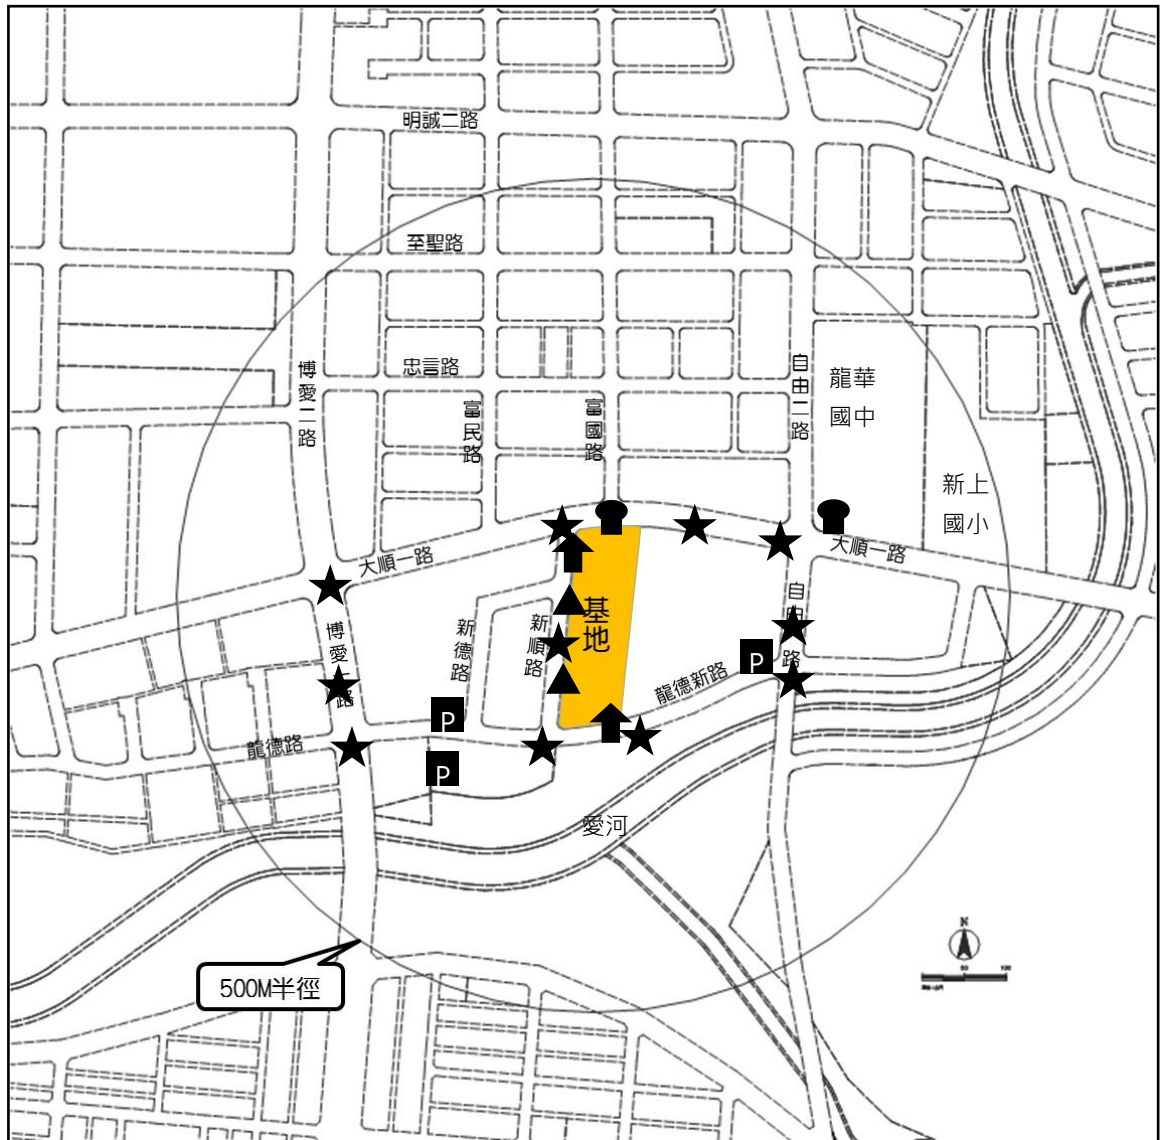 明誠二路
至聖路
忠言路
博愛二路
富民路
富國路
自由二路
龍華
國中
新上
國小
大順一路
大順一路
基地
自由
路
博愛
路
新德路
新順路
P
龍德新路
P
龍德路
P
愛河
N
50
100
500M半徑